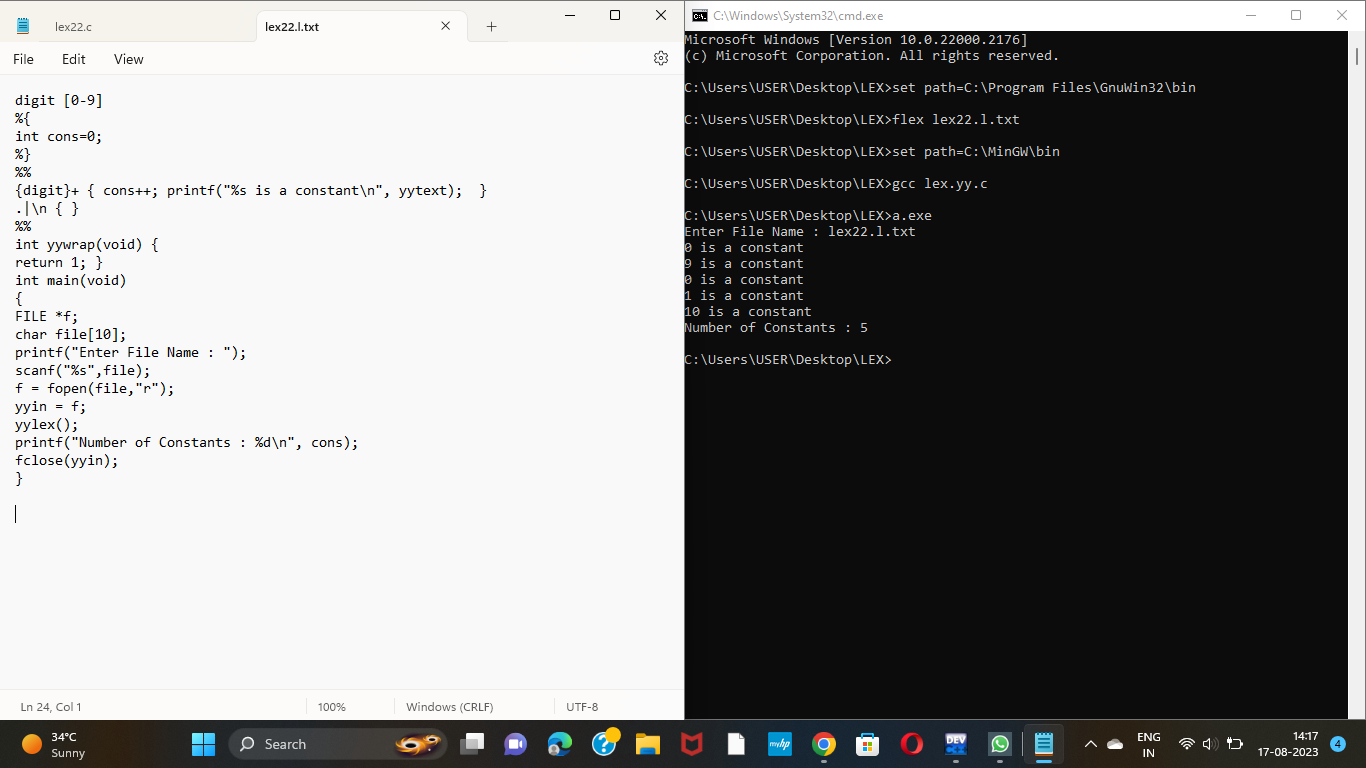 lex22.c
lex22.l.txt
File Edit View
digit [0-9]
%{
int cons=0;
%}
%%
{digit}+ { cons++; printf("%s is a constant\n", yytext);  }
.|\n { }
%%
int yywrap(void) {
return 1; }
int main(void)
{
FILE *f;
char file[10];
printf("Enter File Name : ");
scanf("%s",file);
f = fopen(file,"r");
yyin = f;
yylex();
printf("Number of Constants : %d\n", cons);
fclose(yyin);
}
Ln 24, Col 1 100% Windows (CRLF) UTF-8
C:\Windows\System32\cmd.exe
Microsoft Windows [Version 10.0.22000.2176]
(c) Microsoft Corporation. All rights reserved.
C:\Users\USER\Desktop\LEX>set path=C:\Program Files\GnuWin32\bin
C:\Users\USER\Desktop\LEX>flex lex22.l.txt
C:\Users\USER\Desktop\LEX>set path=C:\MinGW\bin
C:\Users\USER\Desktop\LEX>gcc lex.yy.c
C:\Users\USER\Desktop\LEX>a.exe
Enter File Name : lex22.l.txt
0 is a constant
9 is a constant
0 is a constant
1 is a constant
10 is a constant
Number of Constants : 5
C:\Users\USER\Desktop\LEX>
34°C
Sunny
Search
myhp
DEV
ENG
IN
14:17
17-08-2023
4